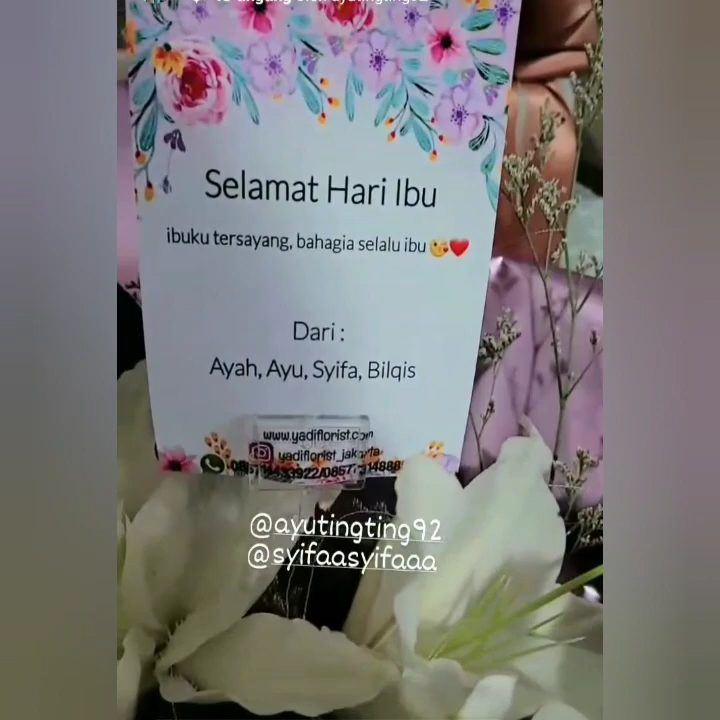 Selamat Hari Ibu
ibuku tersayang, bahagia selalu ibu 😘❤️
Dari :
Ayah, Ayu, Syifa, Bilqis
www.yadiflorist.com
yadiflorist_jakarta
@ayutingting92
@syifaasyifaaa